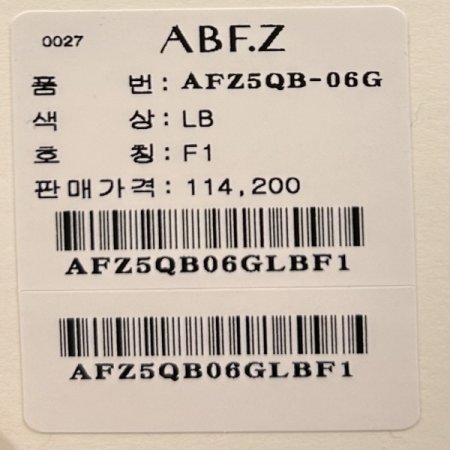 0027 ABF.Z
품 번: AFZ5QB-06G
색 상: LB
호 칭: F1
판매가격: 114,200
AFZ5QB06GLBF1
AFZ5QB06GLBF1